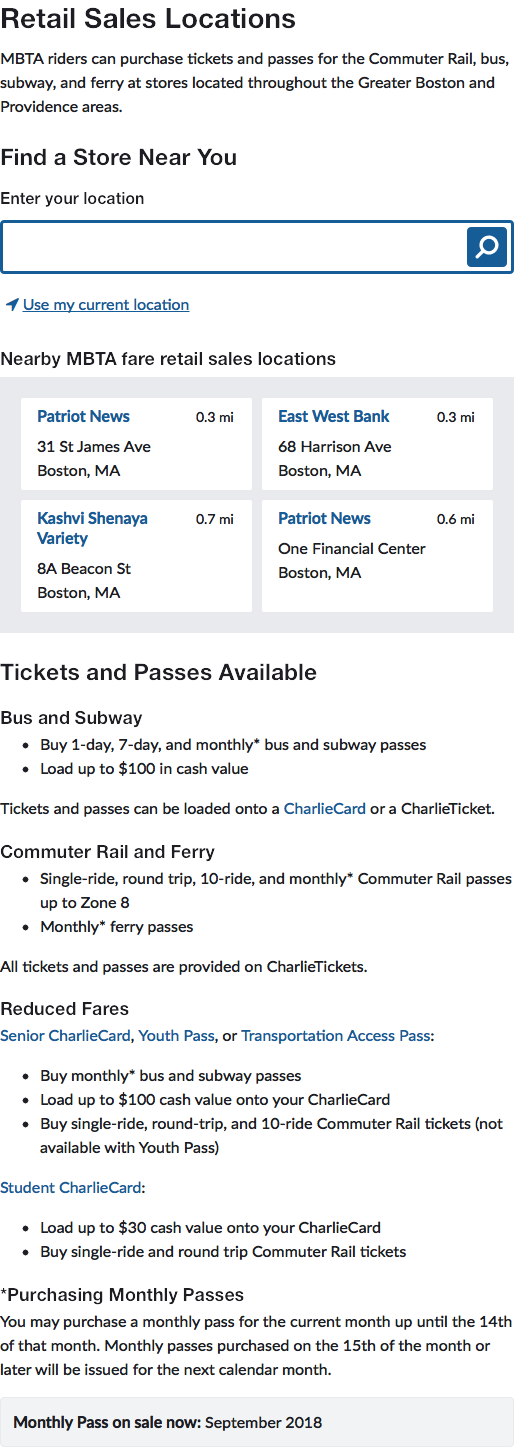 Retail Sales Locations
MBTA riders can purchase tickets and passes for the Commuter Rail, bus,
subway, and ferry at stores located throughout the Greater Boston and
Providence areas.
Find a Store Near You
Enter your location
Use my current location
Nearby MBTA fare retail sales locations
Patriot News 0.3 mi
31 St James Ave
Boston, MA
East West Bank 0.3 mi
68 Harrison Ave
Boston, MA
Kashvi Shenaya 0.7 mi
Variety
8A Beacon St
Boston, MA
Patriot News 0.6 mi
One Financial Center
Boston, MA
Tickets and Passes Available
Bus and Subway
• Buy 1-day, 7-day, and monthly* bus and subway passes
• Load up to $100 in cash value
Tickets and passes can be loaded onto a CharlieCard or a CharlieTicket.
Commuter Rail and Ferry
• Single-ride, round trip, 10-ride, and monthly* Commuter Rail passes
up to Zone 8
• Monthly* ferry passes
All tickets and passes are provided on CharlieTickets.
Reduced Fares
Senior CharlieCard, Youth Pass, or Transportation Access Pass:
• Buy monthly* bus and subway passes
• Load up to $100 cash value onto your CharlieCard
• Buy single-ride, round-trip, and 10-ride Commuter Rail tickets (not
available with Youth Pass)
Student CharlieCard:
• Load up to $30 cash value onto your CharlieCard
• Buy single-ride and round trip Commuter Rail tickets
*Purchasing Monthly Passes
You may purchase a monthly pass for the current month up until the 14th
of that month. Monthly passes purchased on the 15th of the month or
later will be issued for the next calendar month.
Monthly Pass on sale now: September 2018